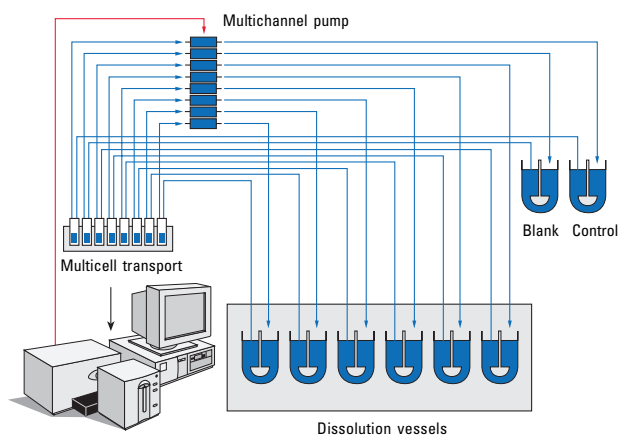 Multichannel pump
Blank
Control
Multicell transport
Dissolution vessels